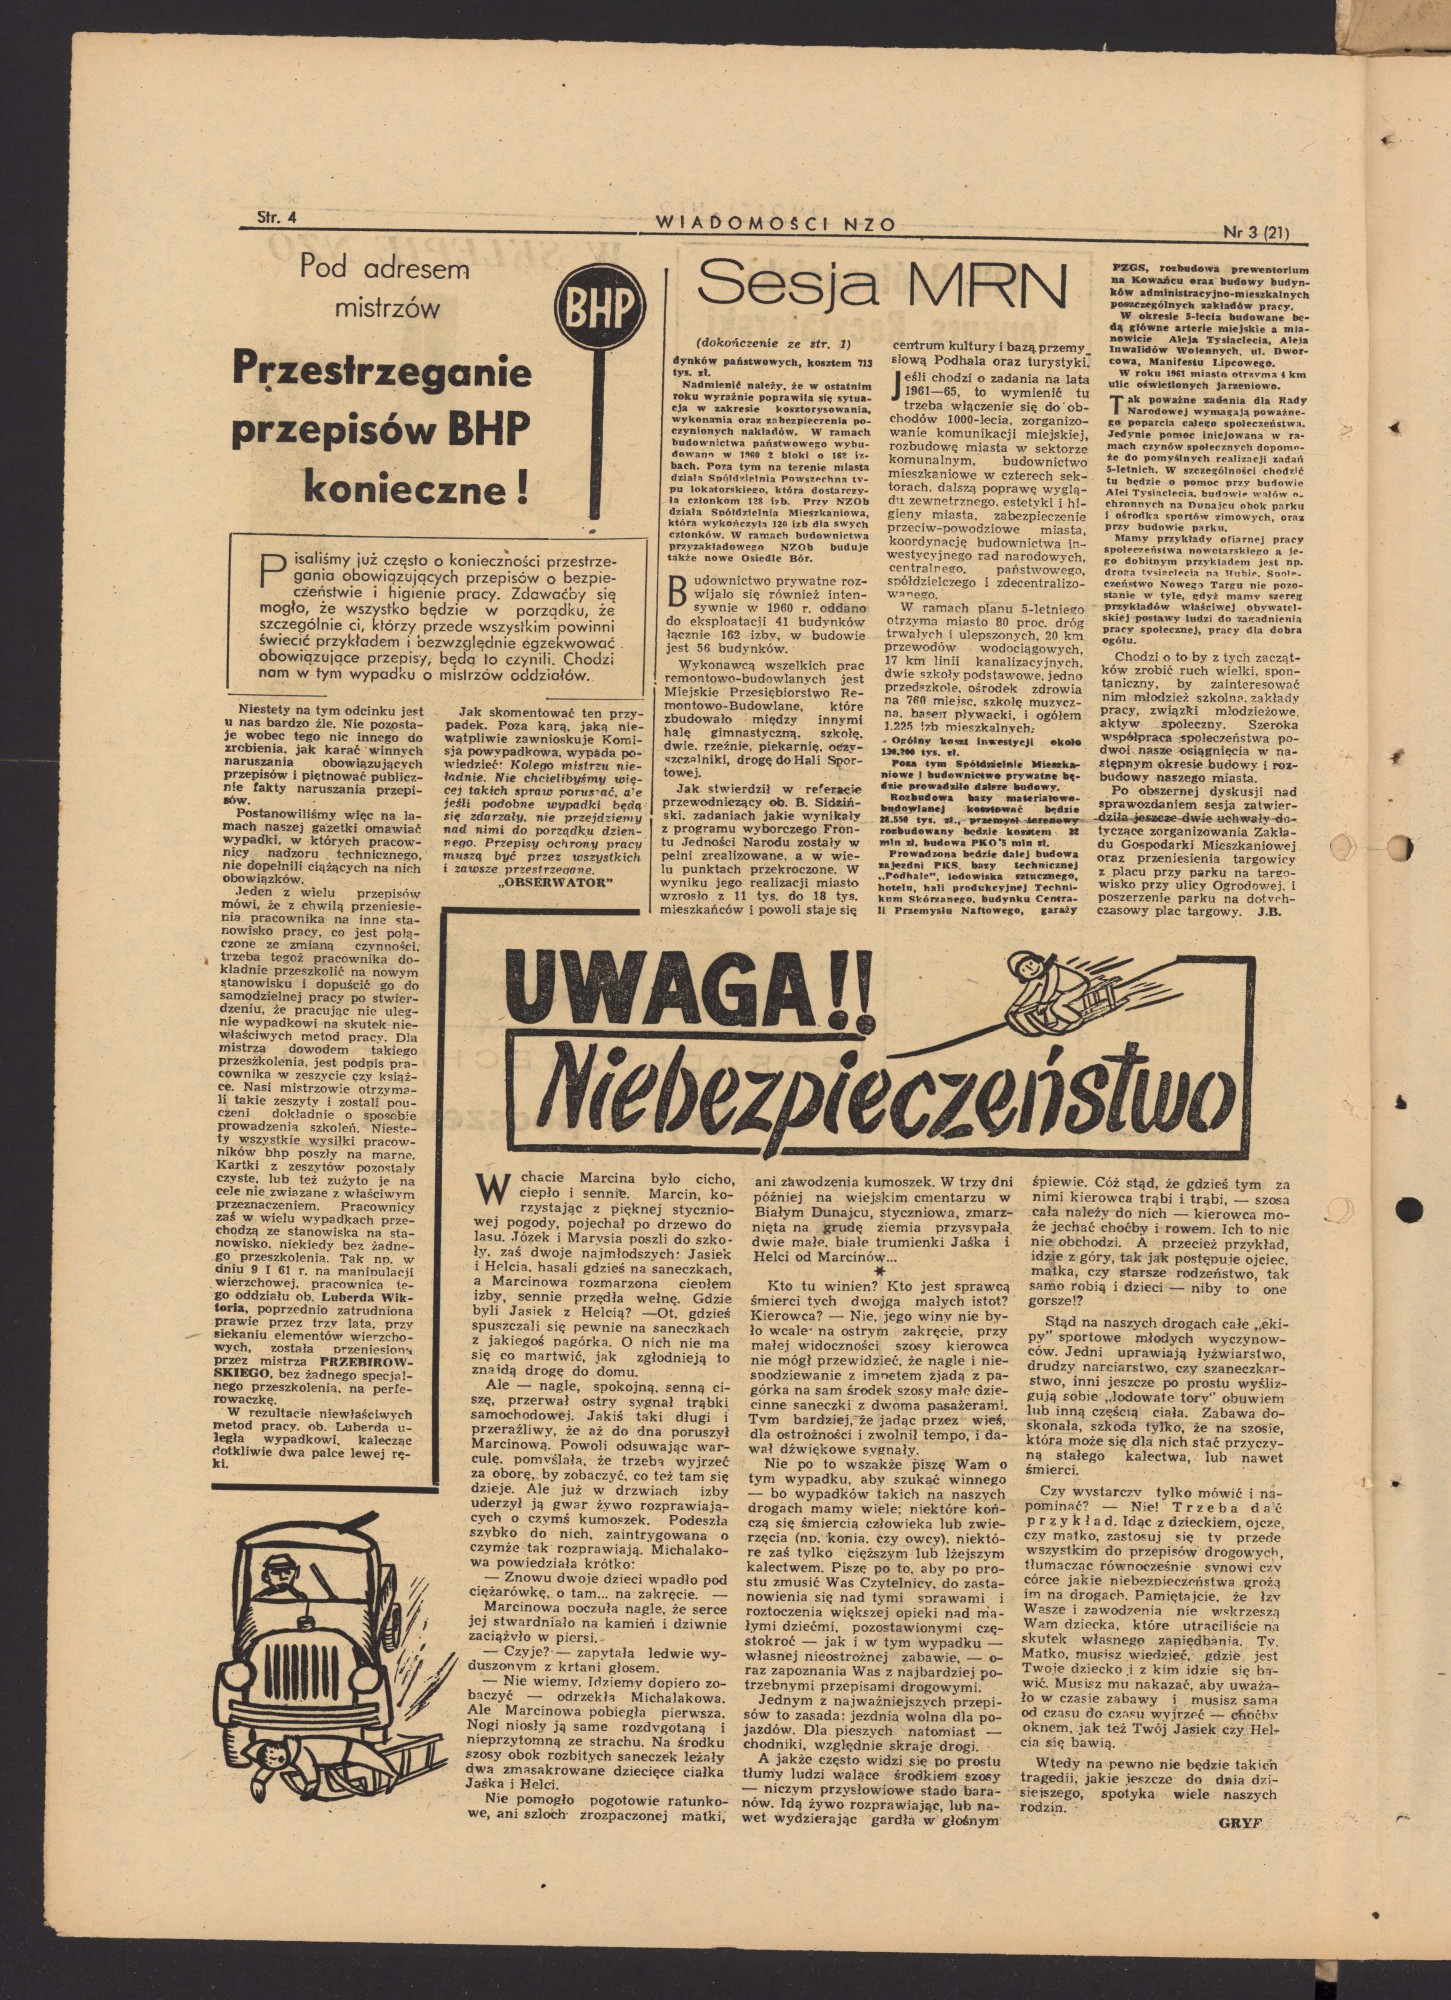 Str. 4
WIADOMOŚCI NZO
Nr 3 (21)
Pod adresem
mistrzów
BHP
Przestrzeganie
przepisów BHP
konieczne!
Pisaliśmy już często o konieczności przestrze-
gania obowiązujących przepisów o bezpie-
czeństwie i higienie pracy. Zdawaćby się
mogło, że wszystko będzie w porządku, że
szczególnie ci, którzy przede wszystkim powinni
świecić przykładem i bezwzględnie egzekwować
obowiązujące przepisy, będą to czynili. Chodzi
nam w tym wypadku o mistrzów oddziałów.
Niestety na tym odcinku jest
u nas bardzo źle. Nie pozosta-
je wobec tego nic innego do
zrobienia, jak karać winnych
naruszania obowiązujących
przepisów i piętnować publicz-
nie fakty naruszania przepi-
sów.
Postanowiliśmy więc na ła-
mach naszej gazetki omawiać
wypadki, w których pracow-
nicy nadzoru technicznego,
nie dopełnili ciążących na nich
obowiązków.
Jeden z wielu przepisów
mówi, że z chwilą przeniesie-
nia pracownika na inne sta-
nowisko pracy, co jest połą-
czone ze zmianą czynności,
trzeba tegoż pracownika do-
kładnie przeszkolić na nowym
stanowisku i dopuścić go do
samodzielnej pracy po stwier-
dzeniu, że pracując nie uleg-
nie wypadkowi na skutek nie-
właściwych metod pracy. Dla
mistrza dowodem takiego
przeszkolenia, jest podpis pra-
cownika w zeszycie czy książ-
ce. Nasi mistrzowie otrzyma-
li takie zeszyty i zostali pou-
czeni dokładnie o sposobie
prowadzenia szkoleń. Nieste-
ty wszystkie wysiłki pracow-
ników bhp poszły na marne.
Kartki z zeszytów pozostały
czyste, lub też zużyto je na
cele nie związane z właściwym
przeznaczeniem. Pracownicy
zaś w wielu wypadkach prze-
chodzą ze stanowiska na sta-
nowisko, niekiedy bez żadne-
go przeszkolenia. Tak np. w
dniu 9 I 61 r. na manipulacji
wierzchowej, pracownica te-
go oddziału ob. Luberda Wik-
toria, poprzednio zatrudniona
prawie przez trzy lata, przy
siekaniu elementów wierzcho-
wych, została przeniesiona
przez mistrza PRZEBIROW-
SKIEGO, bez żadnego specjal-
nego przeszkolenia, na perfe-
rowaczkę.
W rezultacie niewłaściwych
metod pracy, ob. Luberda u-
legła wypadkowi, kalecząc
dotkliwie dwa palce lewej rę-
ki.
Jak skomentować ten przy-
padek. Poza karą, jaką nie-
wątpliwie zawnioskuje Komi-
sja powypadkowa, wypada po-
wiedzieć: Kolego mistrzu nie-
ładnie. Nie chcielibyśmy wię-
cej takich spraw poruszać, ale
jeśli podobne wypadki będą
się zdarzały, nie przejdziemy
nad nimi do porządku dzien-
nego. Przepisy ochrony pracy
muszą być przez wszystkich
i zawsze przestrzegane.
„OBSERWATOR”
Sesja MRN
(dokończenie ze str. 1)
dynków państwowych, kosztem 713
tys. zł.
Nadmienić należy, że w ostatnim
roku wyraźnie poprawiła się sytua-
cja w zakresie kosztorysowania,
wykonania oraz zabezpieczenia po-
czynionych nakładów. W ramach
budownictwa państwowego wybu-
dowano w 1960 2 bloki o 162 iz-
bach. Poza tym na terenie miasta
działa Spółdzielnia Powszechna ty-
pu lokatorskiego, która dostarczy-
ła członkom 128 izb. Przy NZOb
działa Spółdzielnia Mieszkaniowa,
która wykończyła 120 izb dla swych
członków. W ramach budownictwa
przyzakładowego NZOb buduje
także nowe Osiedle Bór.
Budownictwo prywatne roz-
wijało się również inten-
sywnie w 1960 r. oddano
do eksploatacji 41 budynków
łącznie 162 izby, w budowie
jest 56 budynków.
Wykonawcą wszelkich prac
remontowo-budowlanych jest
Miejskie Przesiębiorstwo Re-
montowo-Budowlane, które
zbudowało między innymi
halę gimnastyczną, szkołę,
dwie, rzeźnie, piekarnię, oczy-
szczalniki, drogę do Hali Spor-
towej.
Jak stwierdził w referacie
przewodniczący ob. B. Sidziń-
ski, zadaniach jakie wynikały
z programu wyborczego Fron-
tu Jedności Narodu zostały w
pełni zrealizowane, a w wie-
lu punktach przekroczone. W
wyniku jego realizacji miasto
wzrosło z 11 tys. do 18 tys.
mieszkańców i powoli staje się
centrum kultury i bazą przemy-
słową Podhala oraz turystyki.
Jeśli chodzi o zadania na lata
1961—65, to wymienić tu
trzeba włączenie się do ob-
chodów 1000-lecia, zorganizo-
wanie komunikacji miejskiej,
rozbudowę miasta w sektorze
komunalnym, budownictwo
mieszkaniowe w czterech sek-
torach, dalszą poprawę wyglą-
du zewnętrznego, estetyki i hi-
gieny miasta, zabezpieczenie
przeciw-powodziowe miasta,
koordynację budownictwa in-
westycyjnego rad narodowych,
centralnego, państwowego,
spółdzielczego i zdecentralizo-
wanego.
W ramach planu 5-letniego
otrzyma miasto 80 proc. dróg
trwałych i ulepszonych, 20 km
przewodów wodociągowych,
17 km linii kanalizacyjnych,
dwie szkoły podstawowe, jedno
przedszkole, ośrodek zdrowia
na 760 miejsc, szkołę muzycz-
na, basen pływacki, i ogółem
1.225 izb mieszkalnych.
Ogólny koszt inwestycji około
130.200 tys. zł.
Poza tym Spółdzielnie Mieszka-
niowe i budownictwo prywatne bę-
dzie prowadziło dalsze budowy.
Rozbudowa bazy materiałowo-
budowlanej kosztować będzie
28.550 tys. zł., przemysł terenowy
rozbudowany będzie kosztem 22
mln zł, budowa PKO 5 mln zł.
Prowadzona będzie dalej budowa
zajezdni PKS, bazy technicznej
„Podhale”, lodowiska sztucznego,
hotelu, hali produkcyjnej Techni-
kum Skórzanego, budynku Centra-
li Przemysłu Naftowego, garaży
PZGS, rozbudowa prewentorium
na Kowańcu oraz budowy budyn-
ków administracyjno-mieszkalnych
poszczególnych zakładów pracy.
W okresie 5-lecia budowane bę-
dą główne arterie miejskie a mia-
nowicie Aleja Tysiąclecia, Aleja
Inwalidów Wojennych, ul. Dwor-
cowa, Manifestu Lipcowego.
W roku 1961 miasto otrzyma 4 km
ulic oświetlonych jarzeniowo.
Tak poważne zadania dla Rady
Narodowej wymagają poważne-
go poparcia całego społeczeństwa.
Jedynie pomoc inicjowana w ra-
mach czynów społecznych dopomo-
że do pomyślnych realizacji zadań
5-letnich. W szczególności chodzić
tu będzie o pomoc przy budowie
Alei Tysiąclecia, budowie wałów o-
chronnych na Dunajcu obok parku
i ośrodka sportów zimowych, oraz
przy budowie parku.
Mamy przykłady ofiarnej pracy
społeczeństwa nowotarskiego a je-
go dobitnym przykładem jest np.
droga tysiąclecia na Hubie. Społe-
czeństwo Nowego Targu nie pozo-
stanie w tyle, gdyż mamy szereg
przykładów właściwej obywatel-
skiej postawy ludzi do zagadnienia
pracy społecznej, pracy dla dobra
ogółu.
Chodzi o to by z tych zacząt-
ków zrobić ruch wielki, spon-
taniczny, by zainteresować
nim młodzież szkolną, zakłady
pracy, związki młodzieżowe,
aktyw społeczny. Szeroka
współpraca społeczeństwa po-
dwoi nasze osiągnięcia w na-
stępnym okresie budowy i roz-
budowy naszego miasta.
Po obszernej dyskusji nad
sprawozdaniem sesja zatwier-
dziła jeszcze dwie uchwały do-
tyczące zorganizowania Zakła-
du Gospodarki Mieszkaniowej
oraz przeniesienia targowicy
z placu przy parku na targo-
wisko przy ulicy Ogrodowej, i
poszerzenie parku na dotych-
czasowy plac targowy. J.B.
UWAGA!!
Niebezpieczeństwo
W chacie Marcina było cicho,
ciepło i sennie. Marcin, ko-
rzystając z pięknej stycznio-
wej pogody, pojechał po drzewo do
lasu. Józek i Marysia poszli do szko-
ły, zaś dwoje najmłodszych: Jasiek
i Helcia, hasali gdzieś na saneczkach,
a Marcinowa rozmarzona ciepłem
izby, sennie przędła wełnę. Gdzie
byli Jasiek z Helcią? —Ot, gdzieś
spuszczali się pewnie na saneczkach
z jakiegoś pagórka. O nich nie ma
się co martwić, jak zgłodnieją to
znajdą drogę do domu.
Ale — nagle, spokojną, senną ci-
szę, przerwał ostry sygnał trąbki
samochodowej. Jakiś taki długi i
przeraźliwy, że aż do dna poruszył
Marcinową. Powoli odsuwając war-
culę, pomyślała, że trzeba wyjrzeć
za oborę, by zobaczyć, co też tam się
dzieje. Ale już w drzwiach izby
uderzył ją gwar żywo rozprawiają-
cych o czymś kumoszek. Podeszła
szybko do nich, zaintrygowana o
czymże tak rozprawiają. Michalako-
wa powiedziała krótko:
— Znowu dwoje dzieci wpadło pod
ciężarówkę, o tam... na zakręcie. —
Marcinowa poczuła nagle, że serce
jej stwardniało na kamień i dziwnie
zaciążyło w piersi.
— Czyje? — zapytała ledwie wy-
duszonym z krtani głosem.
— Nie wiemy. Idziemy dopiero zo-
baczyć — odrzekła Michalakowa.
Ale Marcinowa pobiegła pierwsza.
Nogi niosły ją same rozdygotaną i
nieprzytomną ze strachu. Na środku
szosy obok rozbitych saneczek leżały
dwa zmasakrowane dziecięce ciałka
Jaśka i Helci.
Nie pomogło pogotowie ratunko-
we, ani szloch zrozpaczonej matki,
ani zawodzenia kumoszek. W trzy dni
później na wiejskim cmentarzu w
Białym Dunajcu, styczniowa, zmarz-
nięta na grudę ziemia przysypała
dwie małe, białe trumienki Jaśka i
Helci od Marcinów...
*
Kto tu winien? Kto jest sprawcą
śmierci tych dwojga małych istot?
Kierowca? — Nie, jego winy nie by-
ło wcale na ostrym zakręcie, przy
małej widoczności szosy kierowca
nie mógł przewidzieć, że nagle i nie-
spodziewanie z impetem zjadą z pa-
górka na sam środek szosy małe dzie-
cinne saneczki z dwoma pasażerami.
Tym bardziej, że jadąc przez wieś,
dla ostrożności i zwolnił tempo, i da-
wał dźwiękowe sygnały.
Nie po to wszakże piszę Wam o
tym wypadku, aby szukać winnego
— bo wypadków takich na naszych
drogach mamy wiele; niektóre koń-
czą się śmiercią człowieka lub zwie-
rzęcia (np. konia, czy owcy), niektó-
re zaś tylko cięższym lub lżejszym
kalectwem. Piszę po to, aby po pro-
stu zmusić Was Czytelnicy, do zasta-
nowienia się nad tymi sprawami i
roztoczenia większej opieki nad ma-
łymi dziećmi, pozostawionymi czę-
stokroć — jak i w tym wypadku —
własnej nieostrożnej zabawie, — o-
raz zapoznania Was z najbardziej po-
trzebnymi przepisami drogowymi.
Jednym z najważniejszych przepi-
sów to zasada: jezdnia wolna dla po-
jazdów. Dla pieszych natomiast —
chodniki, względnie skraje drogi.
A jakże często widzi się po prostu
tłumy ludzi walące środkiem szosy
— niczym przysłowiowe stado bara-
nów. Idą żywo rozprawiając, lub na-
wet wydzierając gardła w głośnym
śpiewie. Cóż stąd, że gdzieś tym za
nimi kierowca trąbi i trąbi, — szosa
cała należy do nich — kierowca mo-
że jechać choćby i rowem. Ich to nic
nie obchodzi. A przecież przykład,
idzie z góry, tak jak postępuje ojciec,
matka, czy starsze rodzeństwo, tak
samo robią i dzieci — niby to one
gorsze!?
Stąd na naszych drogach całe „eki-
py” sportowe młodych wyczynow-
ców. Jedni uprawiają łyżwiarstwo,
drudzy narciarstwo, czy szaneczkar-
stwo, inni jeszcze po prostu wyśliz-
gują sobie „lodowate tory” obuwiem
lub inną częścią ciała. Zabawa do-
skonała, szkoda tylko, że na szosie,
która może się dla nich stać przyczy-
ną stałego kalectwa, lub nawet
śmierci.
Czy wystarczy tylko mówić i na-
pominać? — Nie! Trzeba dać
przykład. Idąc z dzieckiem, ojcze,
czy matko, zastosuj się ty przede
wszystkim do przepisów drogowych,
tłumacząc równocześnie synowi czy
córce jakie niebezpieczeństwa grożą
im na drogach. Pamiętajcie, że łzy
Wasze i zawodzenia nie wskrzeszą
Wam dziecka, które utraciliście na
skutek własnego zaniedbania. Ty,
Matko, musisz wiedzieć, gdzie jest
Twoje dziecko i z kim idzie się ba-
wić. Musisz mu nakazać, aby uważa-
ło w czasie zabawy i musisz sama
od czasu do czasu wyjrzeć — choćby
oknem, jak też Twój Jasiek czy Hel-
cia się bawią.
Wtedy na pewno nie będzie takich
tragedii, jakie jeszcze do dnia dzi-
siejszego, spotyka wiele naszych
rodzin.
GRYF